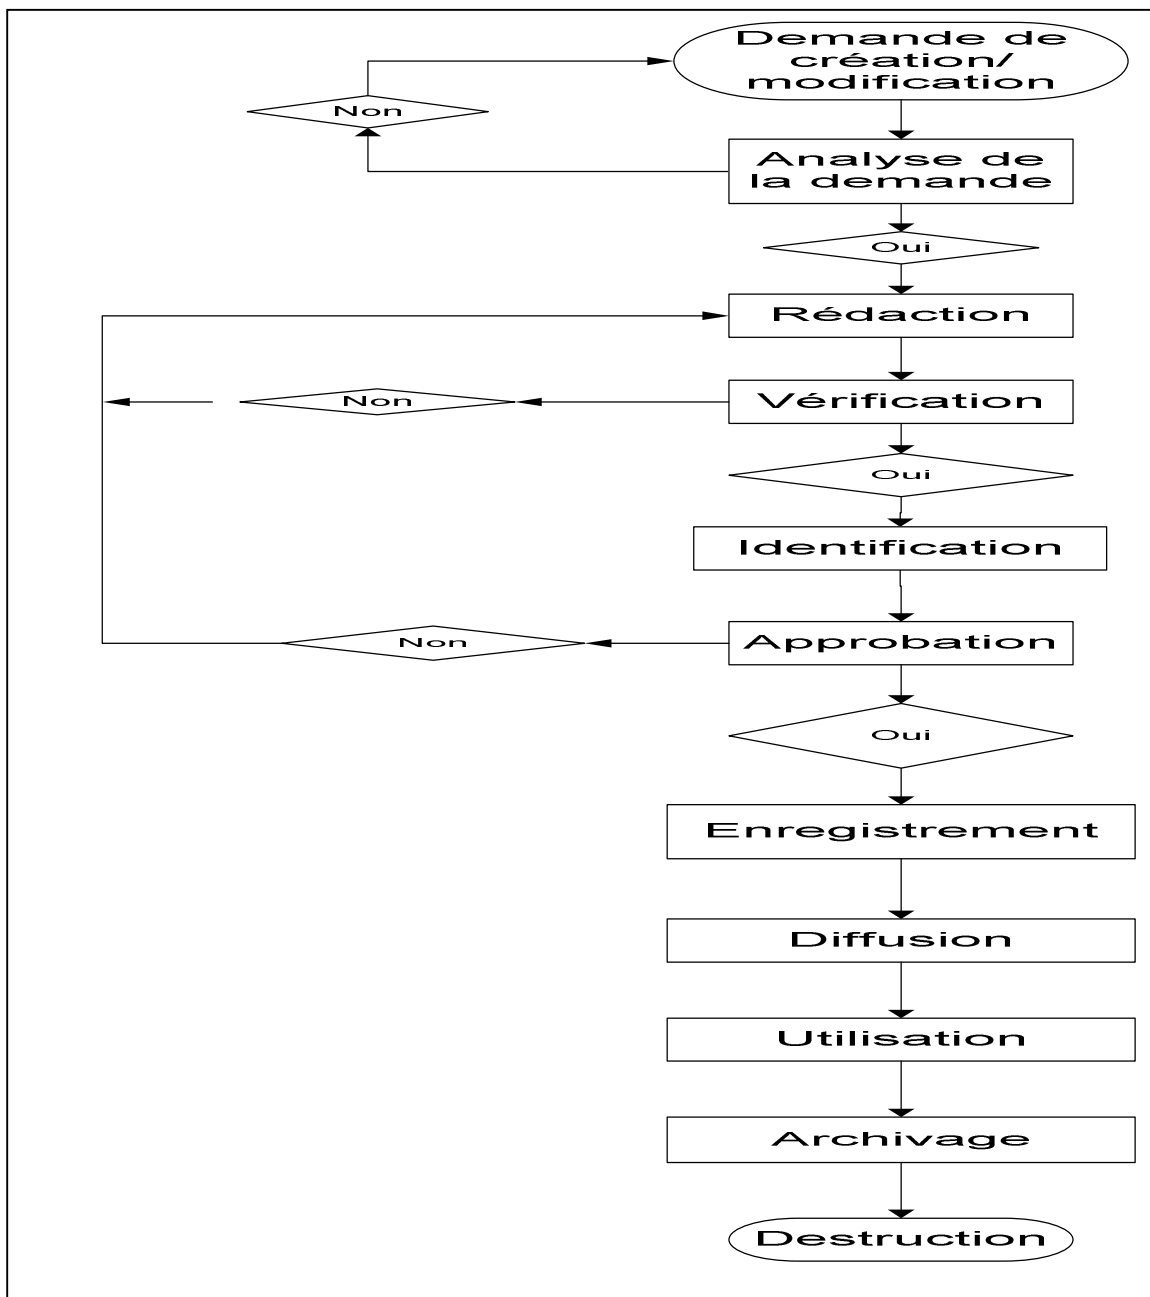 Demande de
création/
modification
Non
Analyse de
la demande
Oui
Rédaction
Non
Vérification
Oui
Identification
Non
Approbation
Oui
Enregistrement
Diffusion
Utilisation
Archivage
Destruction